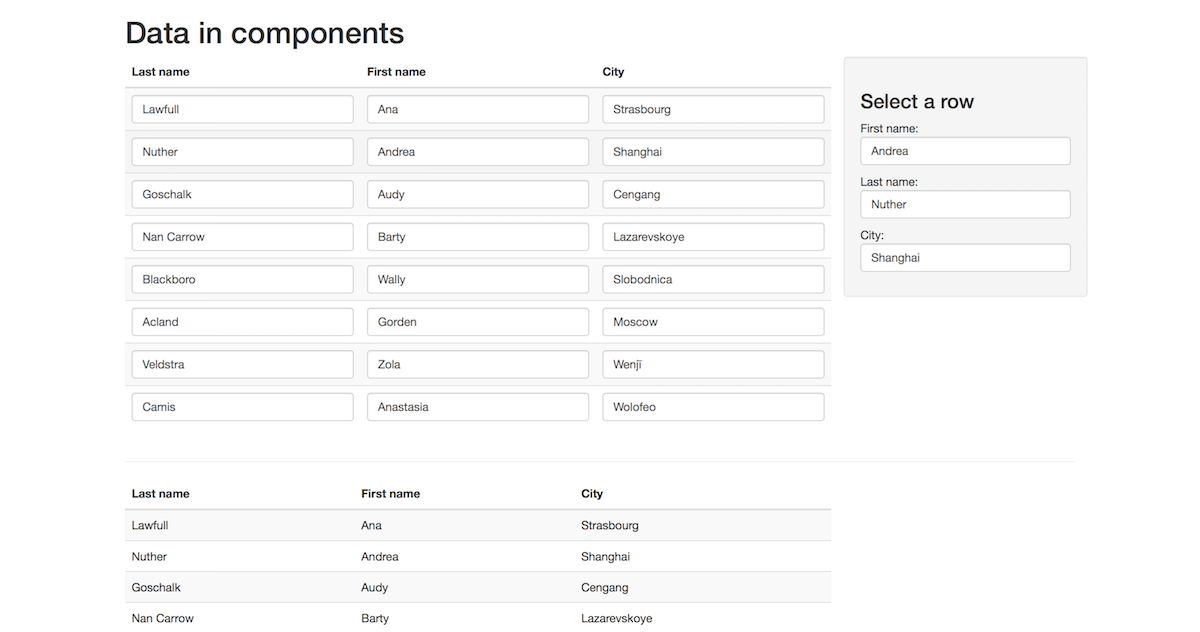 Data in components
Last name First name City
Lawfull Ana Strasbourg
Nuther Andrea Shanghai
Goschalk Audy Cengang
Nan Carrow Barty Lazarevskoye
Blackboro Wally Slobodnica
Acland Gorden Moscow
Veldstra Zola Wenjī
Camis Anastasia Wolofeo
Select a row
First name:
Andrea
Last name:
Nuther
City:
Shanghai
Last name First name City
Lawfull Ana Strasbourg
Nuther Andrea Shanghai
Goschalk Audy Cengang
Nan Carrow Barty Lazarevskoye